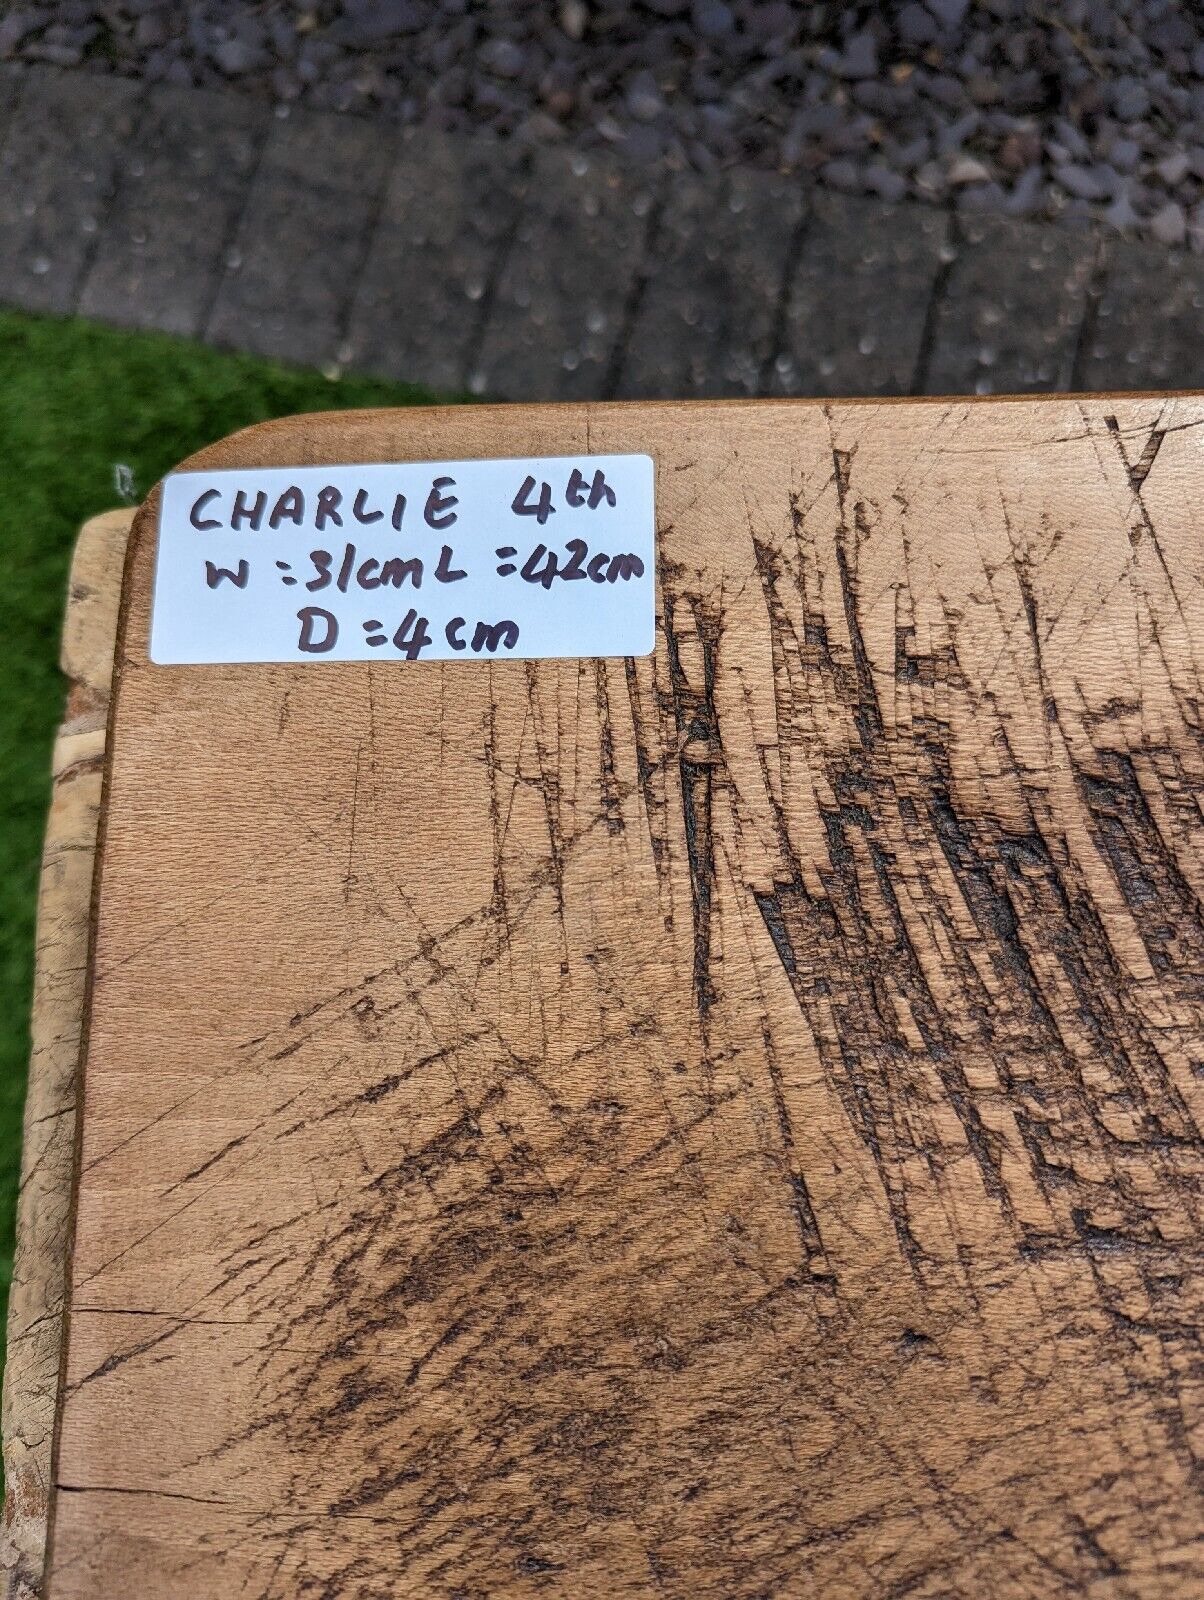 CHARLIE 4th
W = 31cm L = 42cm
D = 4cm